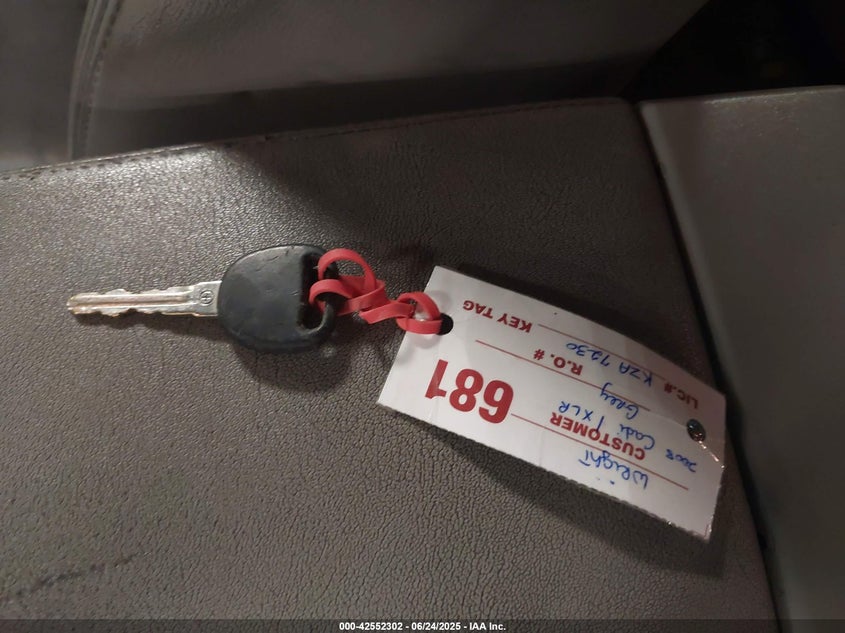 KEY TAG
681
R.O. #
LIC.# KZA 7230
Grey
CUSTOMER
Wright
2008 Cadi / XLR
000-42552302 - 06/24/2025 - IAA Inc.